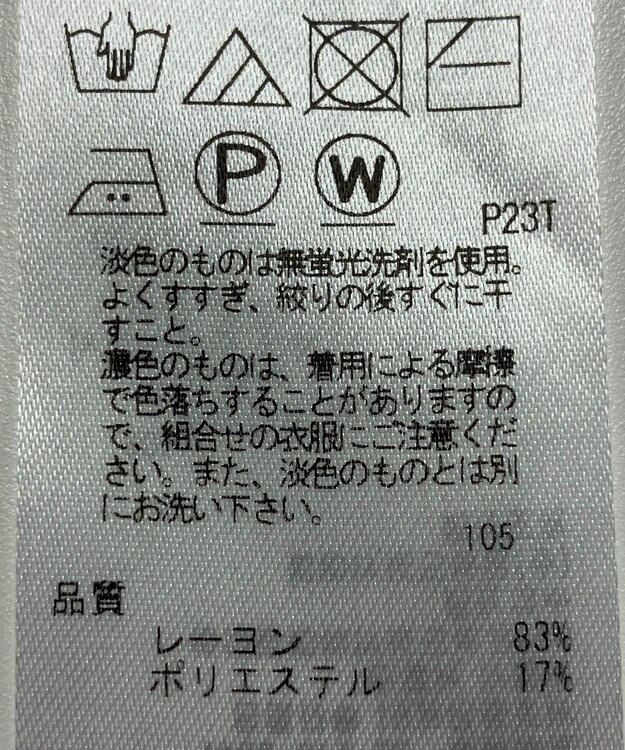 P W
P23T
淡色のものは無蛍光洗剤を使用。
よくすすぎ、絞りの後すぐに干
すこと。
濃色のものは、着用による摩擦
で色落ちすることがありますの
で、組合せの衣服にご注意くだ
さい。また、淡色のものとは別
にお洗い下さい。
105
品質
レーヨン 83%
ポリエステル 17%